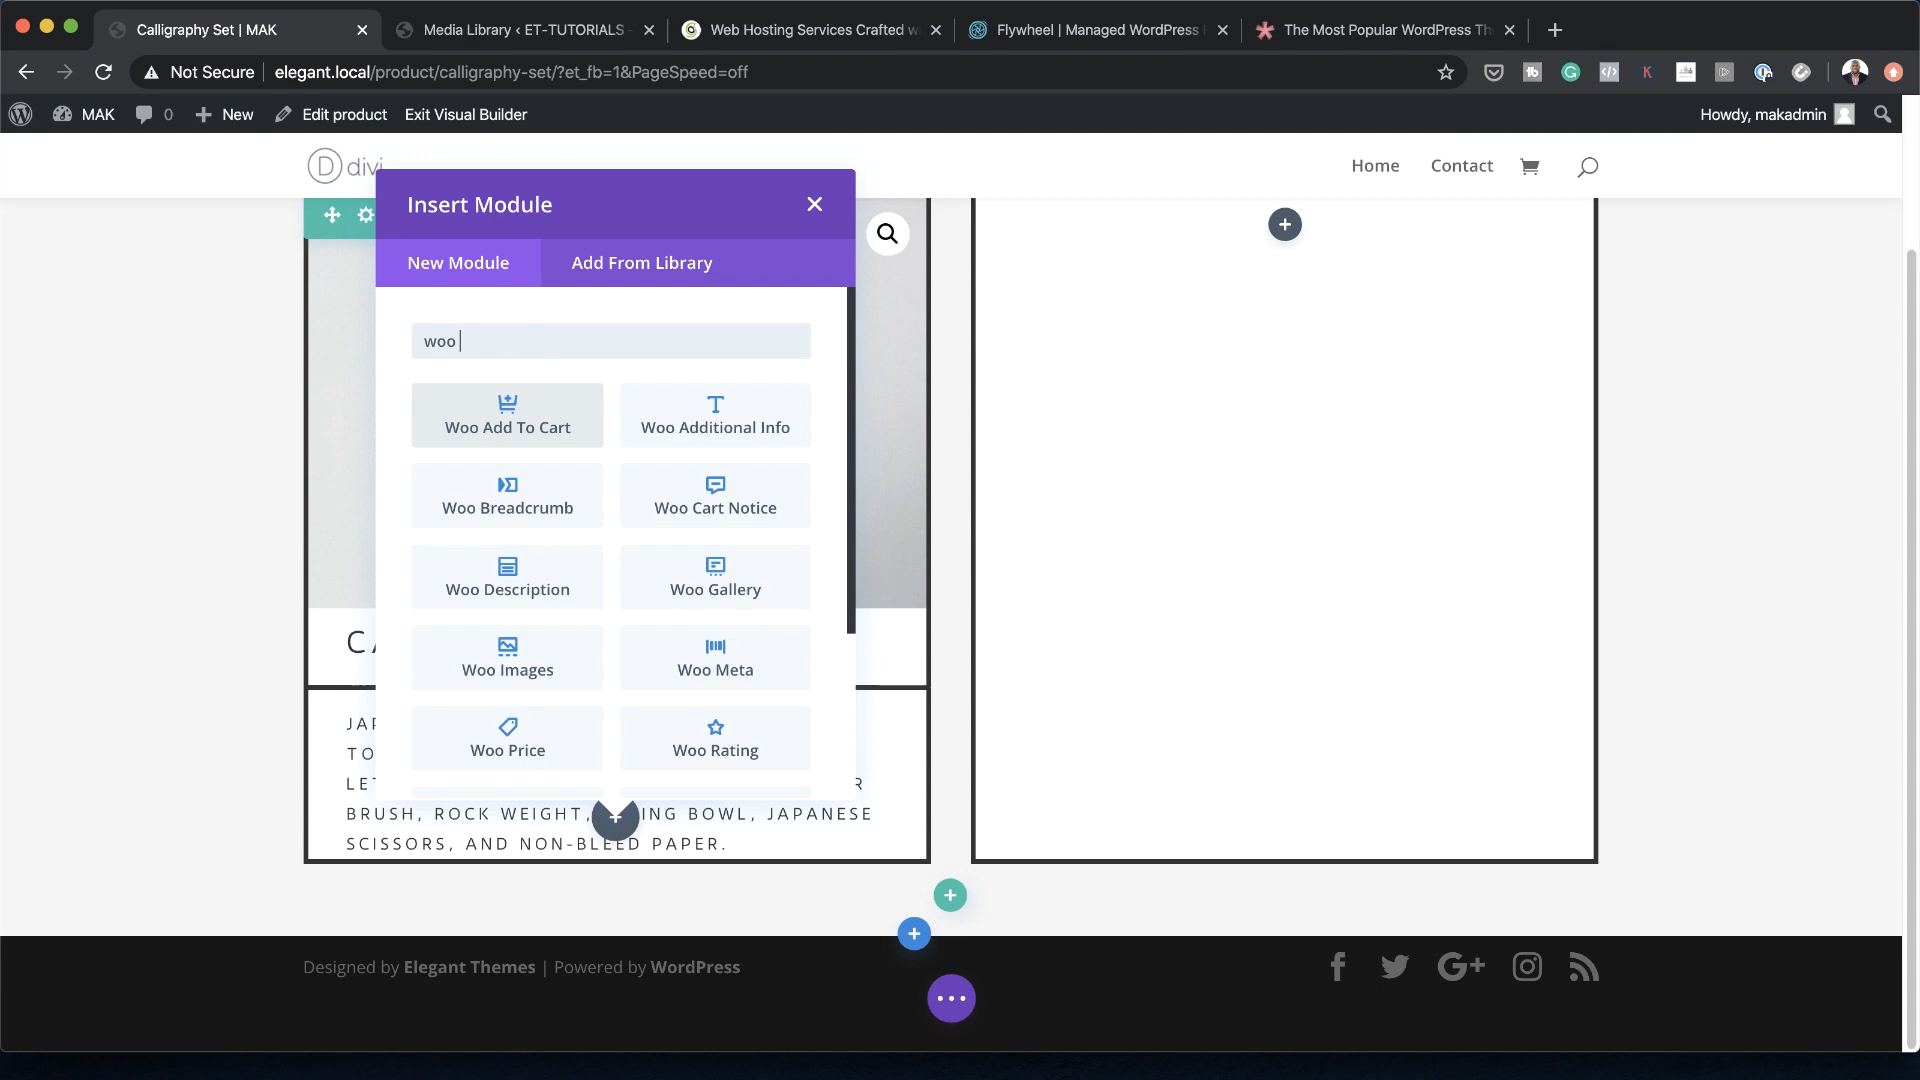 Calligraphy Set | MAK
Media Library ‹ ET-TUTORIALS -
Web Hosting Services Crafted w
Flywheel | Managed WordPress
The Most Popular WordPress Th
Not Secure
elegant.local/product/calligraphy-set/?et_fb=1&PageSpeed=off
MAK
0
New
Edit product
Exit Visual Builder
Howdy, makadmin
D divi
Home
Contact
Insert Module
New Module
Add From Library
woo
Woo Add To Cart
Woo Additional Info
Woo Breadcrumb
Woo Cart Notice
Woo Description
Woo Gallery
Woo Images
Woo Meta
Woo Price
Woo Rating
BRUSH, ROCK WEIGHT,
BOWL, JAPANESE
SCISSORS, AND NON-BLEED PAPER.
Designed by Elegant Themes | Powered by WordPress